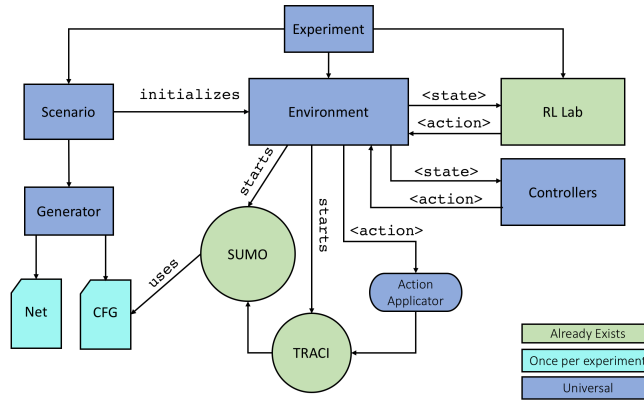 Experiment
Scenario
initializes
Environment
<state>
<action>
RL Lab
<state>
<action>
Controllers
Generator
starts
starts
<action>
Net
CFG
uses
SUMO
Action
Applicator
TRACI
Already Exists
Once per experiment
Universal